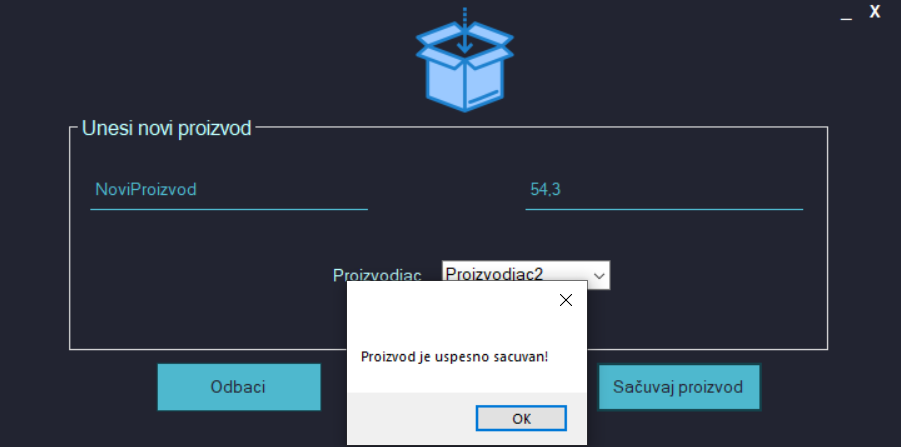 _ X
Unesi novi proizvod
NoviProizvod 54,3
Proizvodjac Proizvodjac2
Proizvod je uspesno sacuvan!
Odbaci Sačuvaj proizvod
OK